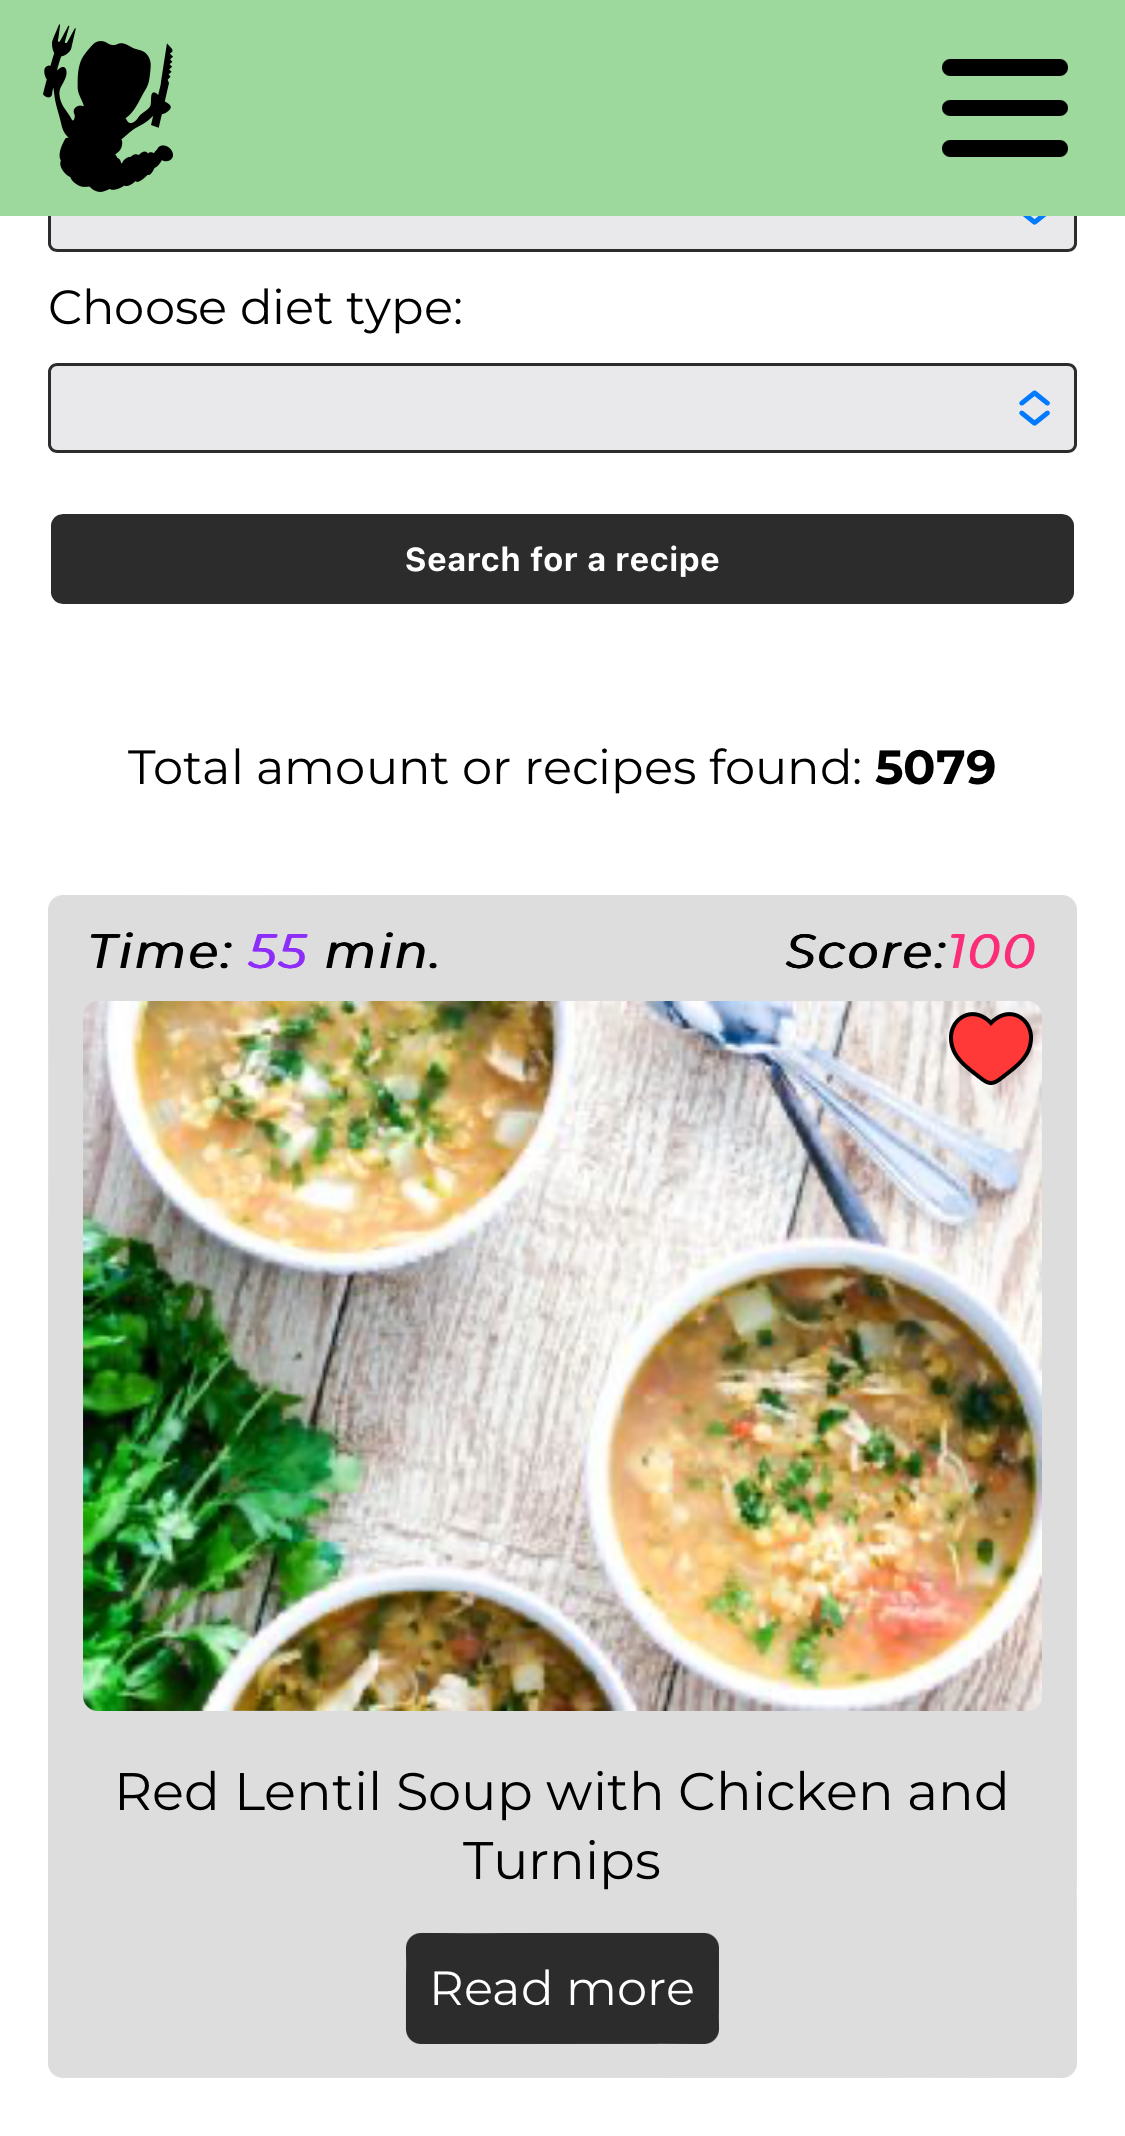 Choose diet type:
Search for a recipe
Total amount or recipes found: 5079
Time: 55 min.
Score:100
Red Lentil Soup with Chicken and
Turnips
Read more